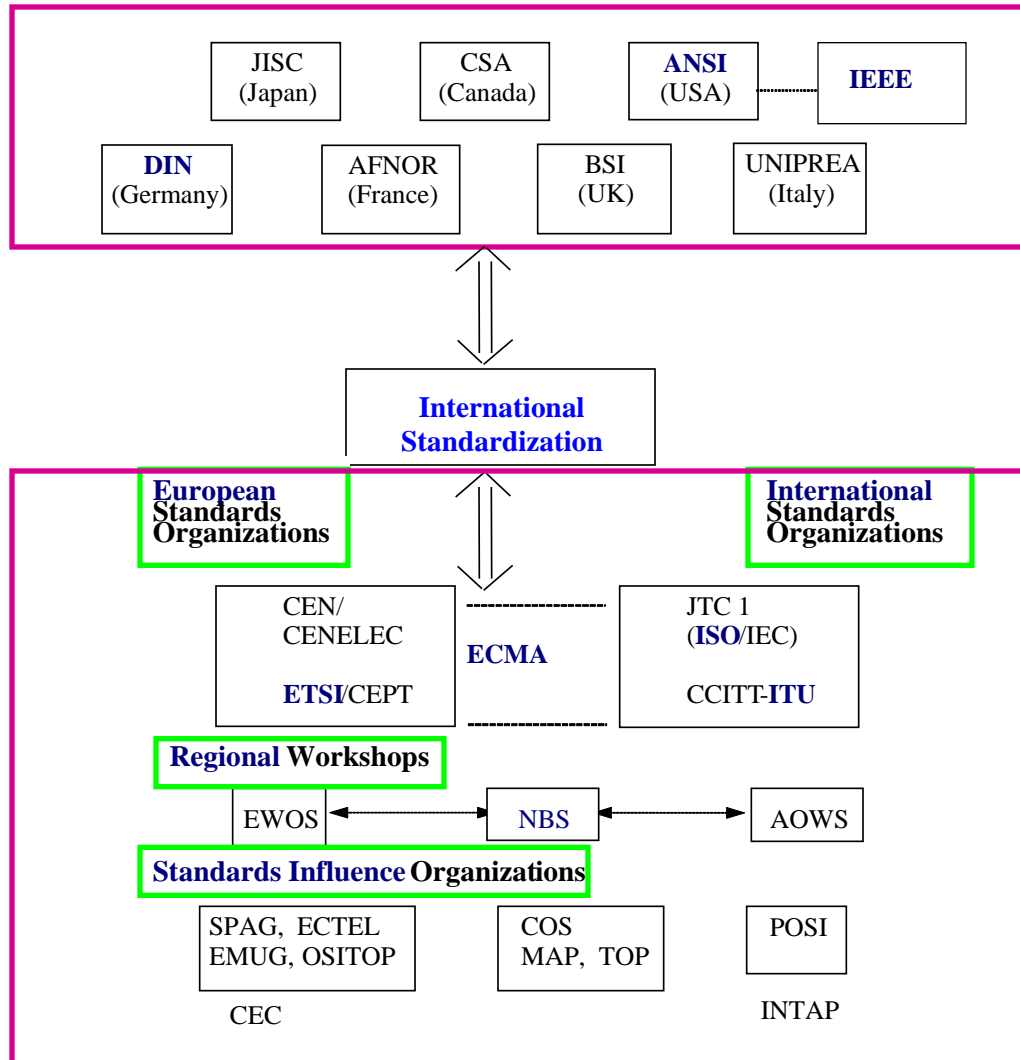 JISC
(Japan)
CSA
(Canada)
ANSI
(USA)
IEEE
DIN
(Germany)
AFNOR
(France)
BSI
(UK)
UNIPREA
(Italy)
International
Standardization
European
Standards
Organizations
International
Standards
Organizations
CEN/
CENELEC
ETSI/CEPT
ECMA
JTC 1
(ISO/IEC)
CCITT-ITU
Regional Workshops
EWOS
NBS
AOWS
Standards Influence Organizations
SPAG, ECTEL
EMUG, OSITOP
COS
MAP, TOP
POSI
CEC
INTAP